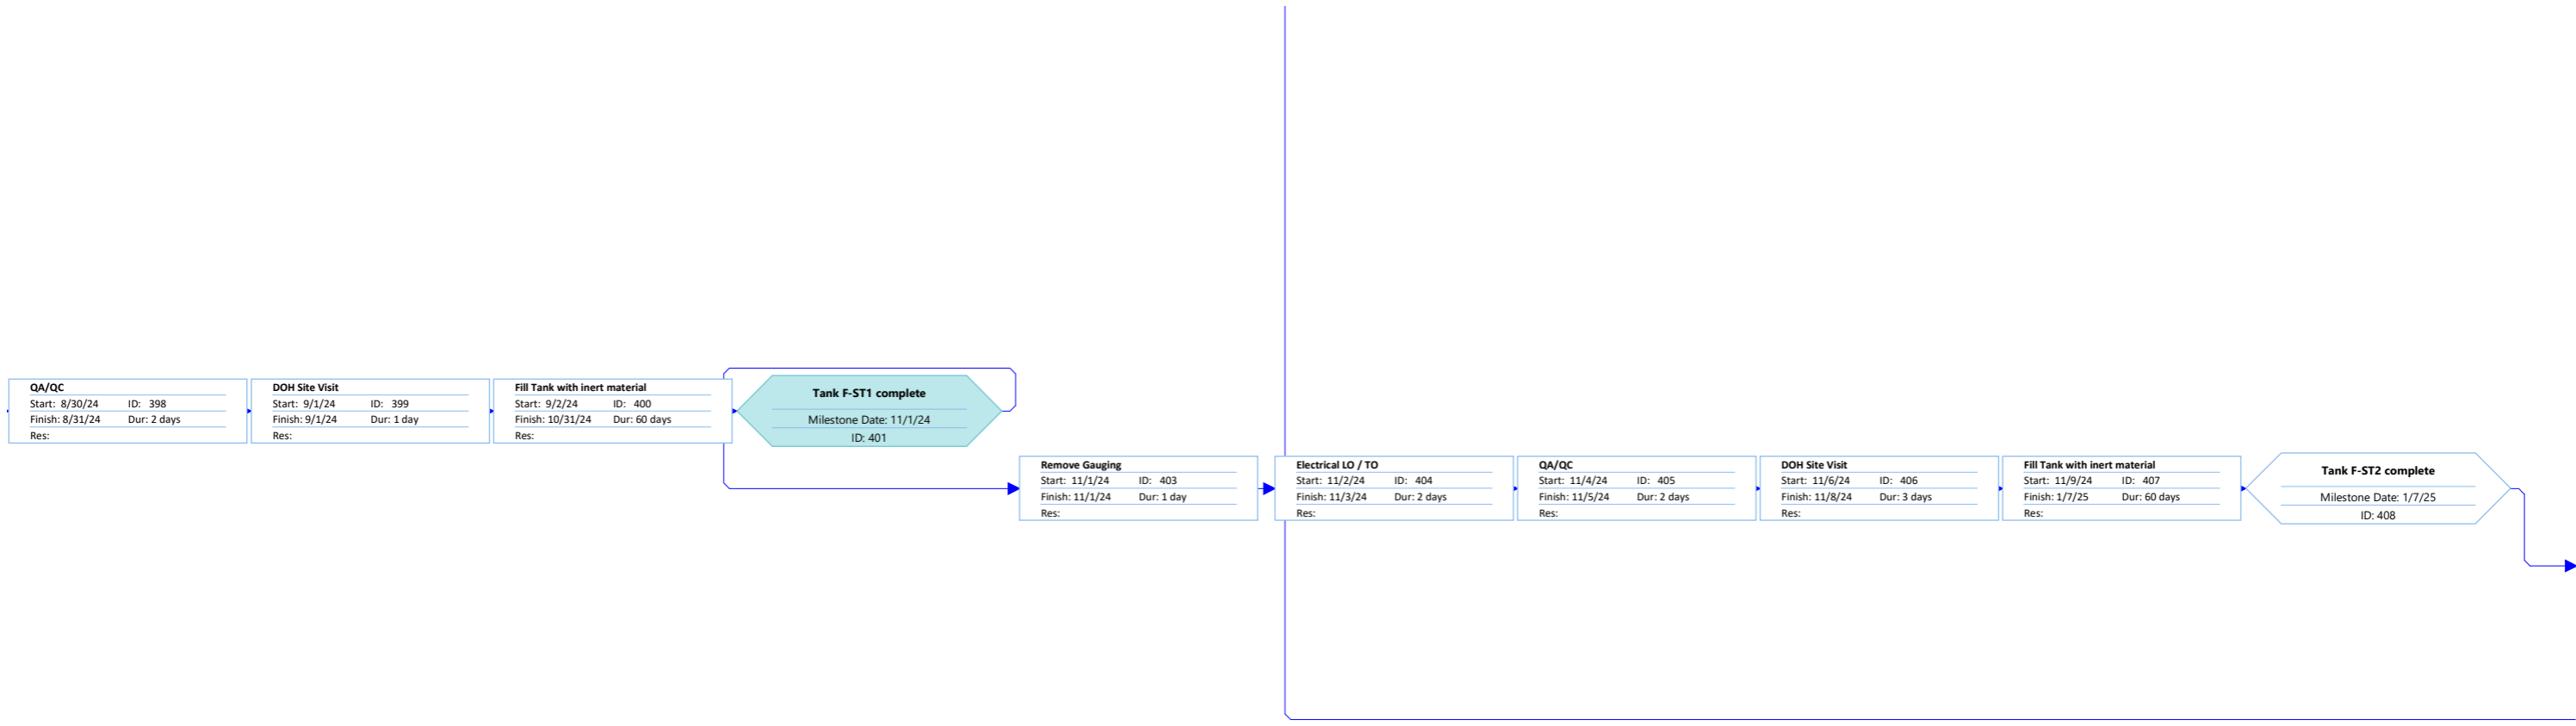 QA/QC
Start: 8/30/24 ID: 398
Finish: 8/31/24 Dur: 2 days
Res:
DOH Site Visit
Start: 9/1/24 ID: 399
Finish: 9/1/24 Dur: 1 day
Res:
Fill Tank with inert material
Start: 9/2/24 ID: 400
Finish: 10/31/24 Dur: 60 days
Res:
Tank F-ST1 complete
Milestone Date: 11/1/24
ID: 401
Remove Gauging
Start: 11/1/24 ID: 403
Finish: 11/1/24 Dur: 1 day
Res:
Electrical LO / TO
Start: 11/2/24 ID: 404
Finish: 11/3/24 Dur: 2 days
Res:
QA/QC
Start: 11/4/24 ID: 405
Finish: 11/5/24 Dur: 2 days
Res:
DOH Site Visit
Start: 11/6/24 ID: 406
Finish: 11/8/24 Dur: 3 days
Res:
Fill Tank with inert material
Start: 11/9/24 ID: 407
Finish: 1/7/25 Dur: 60 days
Res:
Tank F-ST2 complete
Milestone Date: 1/7/25
ID: 408